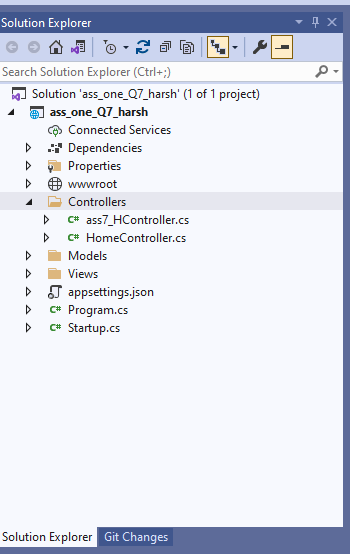 Solution Explorer
Search Solution Explorer (Ctrl+;)
Solution 'ass_one_Q7_harsh' (1 of 1 project)
ass_one_Q7_harsh
Connected Services
Dependencies
Properties
wwwroot
Controllers
C# ass7_HController.cs
C# HomeController.cs
Models
Views
appsettings.json
C# Program.cs
C# Startup.cs
Solution Explorer Git Changes